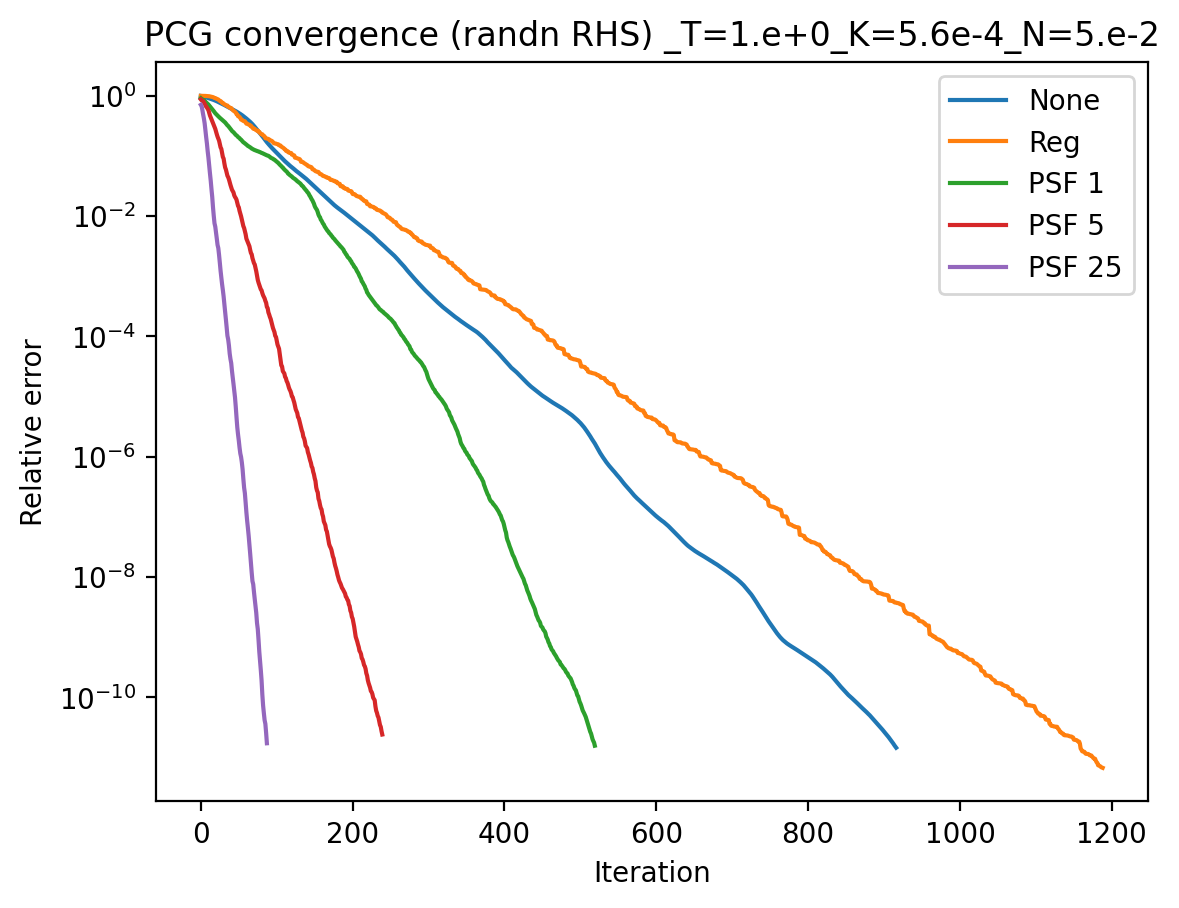 PCG convergence (randn RHS) _T=1.e+0_K=5.6e-4_N=5.e-2
None
Reg
PSF 1
PSF 5
PSF 25
10⁰
10⁻²
10⁻⁴
10⁻⁶
10⁻⁸
10⁻¹⁰
Relative error
0 200 400 600 800 1000 1200
Iteration